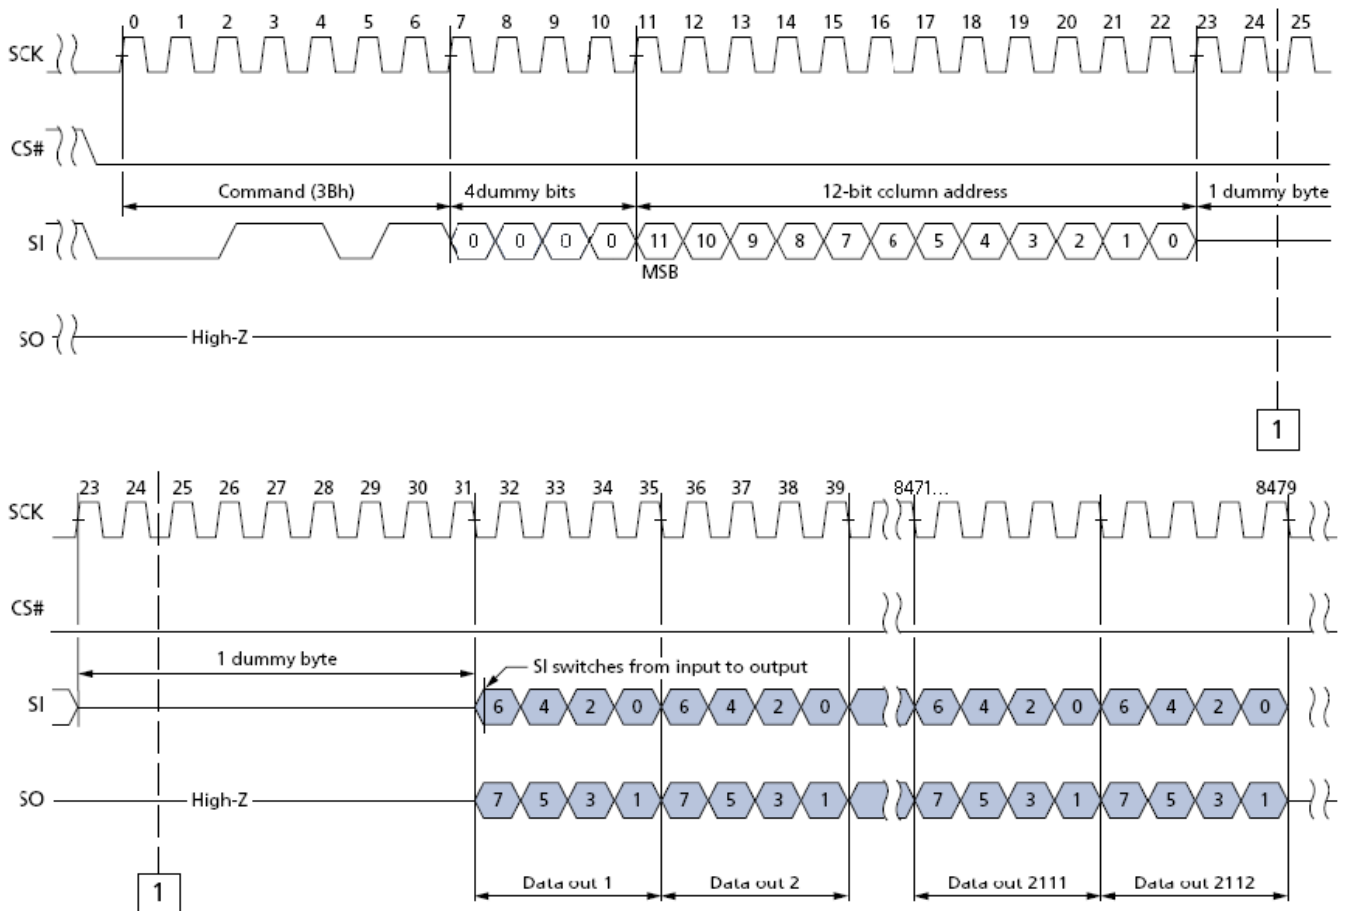 0 1 2 3 4 5 6 7 8 9 10 11 12 13 14 15 16 17 18 19 20 21 22 23 24 25
SCK
CS#
Command (3Bh) 4dummy bits 12-bit column address 1 dummy byte
SI 0 0 0 0 11 10 9 8 7 6 5 4 3 2 1 0
MSB
SO High-Z
1
23 24 25 26 27 28 29 30 31 32 33 34 35 36 37 38 39 8471... 8479
SCK
CS#
1 dummy byte SI switches from input to output
SI 6 4 2 0 6 4 2 0 6 4 2 0 6 4 2 0
SO High-Z 7 5 3 1 7 5 3 1 7 5 3 1 7 5 3 1
1 Data out 1 Data out 2 Data out 2111 Data out 2112